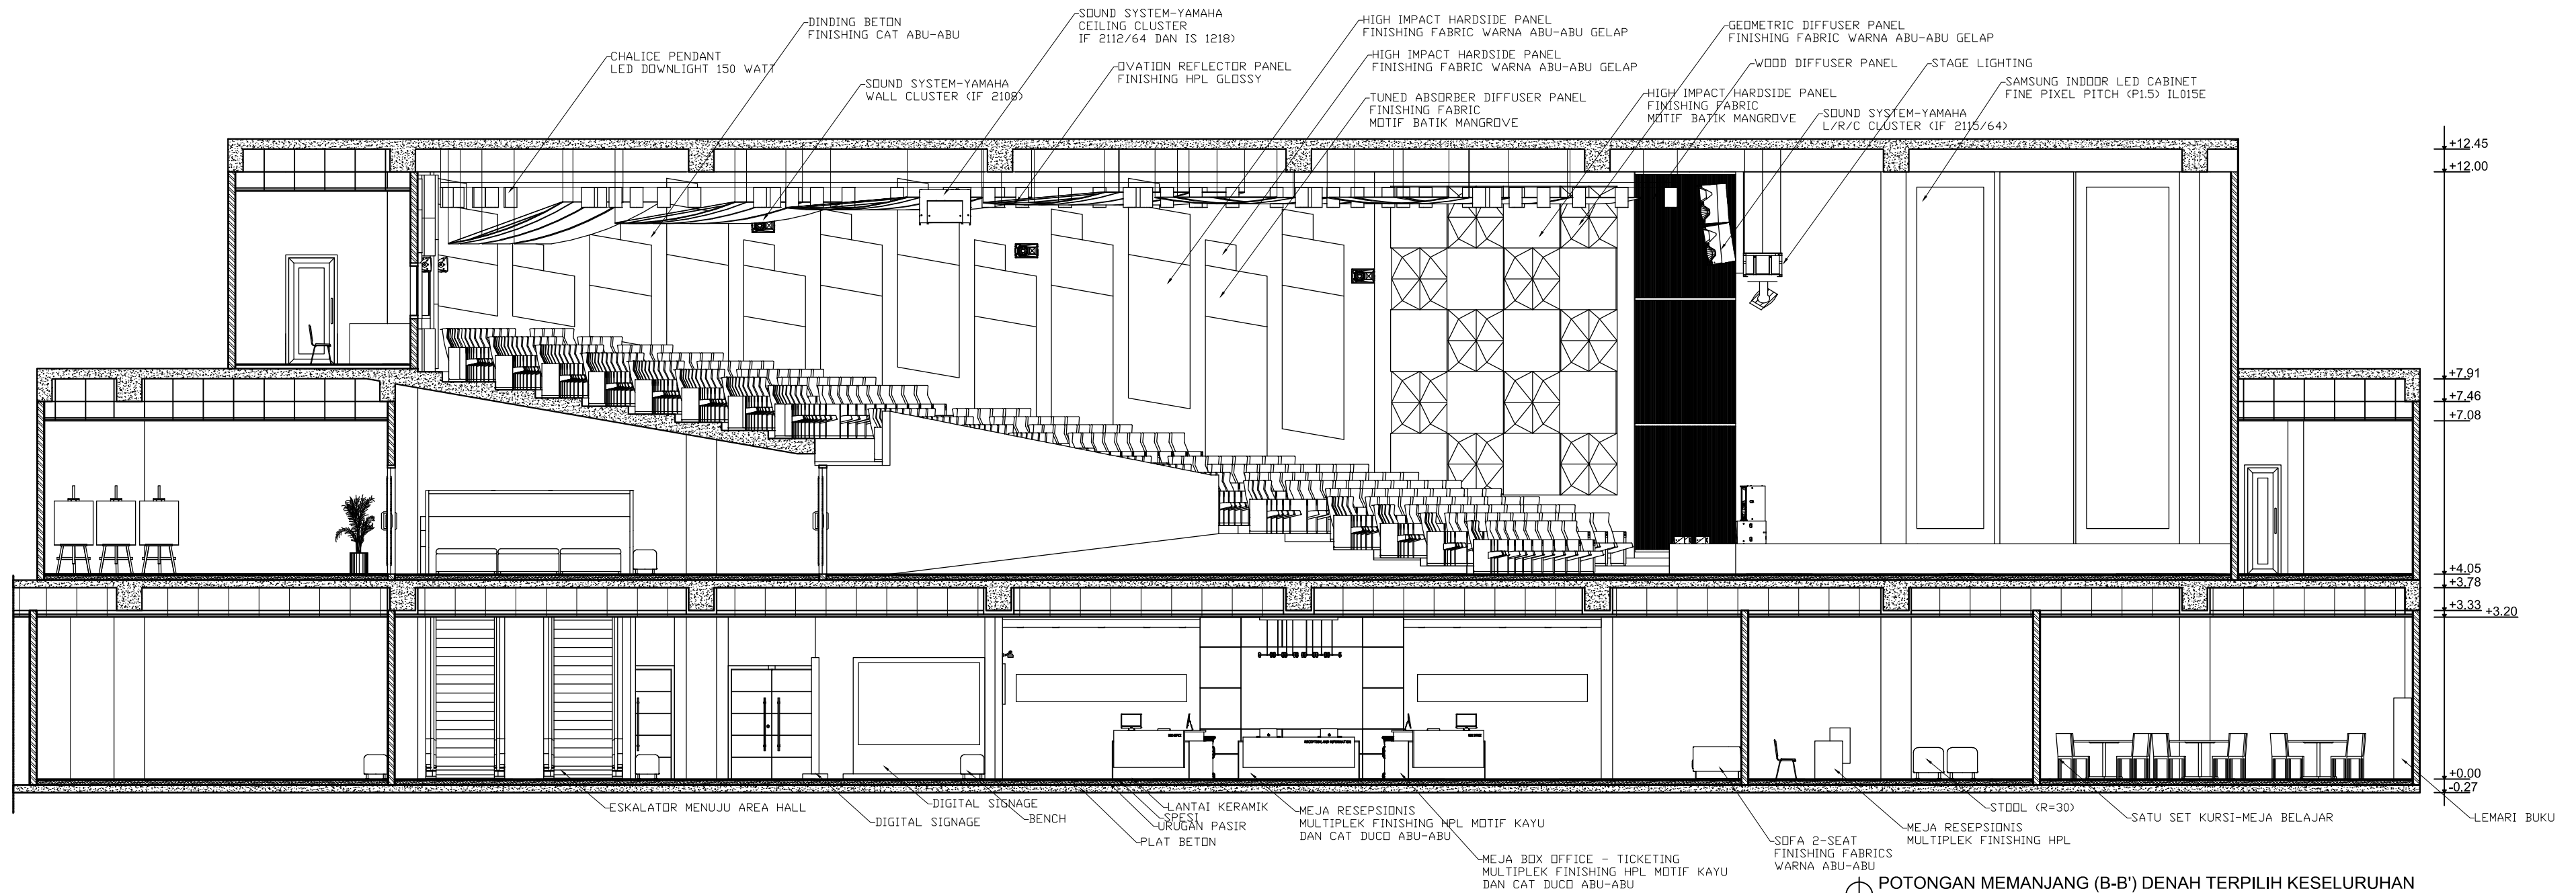 DINDING BETON
FINISHING CAT ABU-ABU
SOUND SYSTEM-YAMAHA
CEILING CLUSTER
IF 2112/64 DAN IS 1218)
HIGH IMPACT HARDSIDE PANEL
FINISHING FABRIC WARNA ABU-ABU GELAP
GEOMETRIC DIFFUSER PANEL
FINISHING FABRIC WARNA ABU-ABU GELAP
CHALICE PENDANT
LED DOWNLIGHT 150 WATT
SOUND SYSTEM-YAMAHA
WALL CLUSTER (IF 2108)
OVATION REFLECTOR PANEL
FINISHING HPL GLOSSY
HIGH IMPACT HARDSIDE PANEL
FINISHING FABRIC WARNA ABU-ABU GELAP
TUNED ABSORBER DIFFUSER PANEL
FINISHING FABRIC
MOTIF BATIK MANGROVE
WOOD DIFFUSER PANEL
HIGH IMPACT HARDSIDE PANEL
FINISHING FABRIC
MOTIF BATIK MANGROVE
STAGE LIGHTING
SAMSUNG INDOOR LED CABINET
FINE PIXEL PITCH (P1.5) IL015E
SOUND SYSTEM-YAMAHA
L/R/C CLUSTER (IF 2115/64)
+12.45
+12.00
+7.91
+7.46
+7.08
+4.05
+3.78
+3.33
+3.20
+0.00
-0.27
RECEPTION AND INFORMATION
ESKALATOR MENUJU AREA HALL
DIGITAL SIGNAGE
DIGITAL SIGNAGE
BENCH
LANTAI KERAMIK
SPESI
URUGAN PASIR
PLAT BETON
MEJA RESEPSIONIS
MULTIPLEK FINISHING HPL MOTIF KAYU
DAN CAT DUCO ABU-ABU
MEJA BOX OFFICE - TICKETING
MULTIPLEK FINISHING HPL MOTIF KAYU
DAN CAT DUCO ABU-ABU
SOFA 2-SEAT
FINISHING FABRICS
WARNA ABU-ABU
MEJA RESEPSIONIS
MULTIPLEK FINISHING HPL
STOOL (R=30)
SATU SET KURSI-MEJA BELAJAR
LEMARI BUKU
POTONGAN MEMANJANG (B-B') DENAH TERPILIH KESELURUHAN